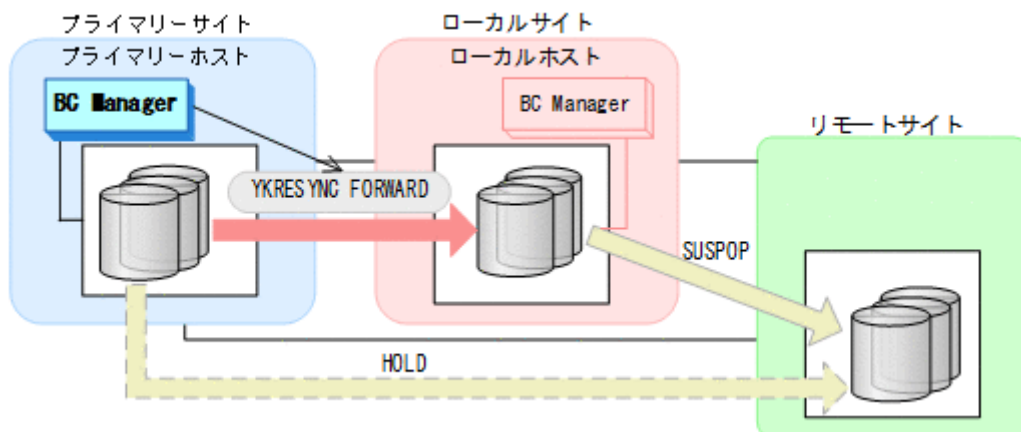 プライマリーサイト
ローカルサイト
プライマリーホスト
ローカルホスト
BC Manager
BC Manager
リモートサイト
YKRESYNC FORWARD
SUSPOP
HOLD